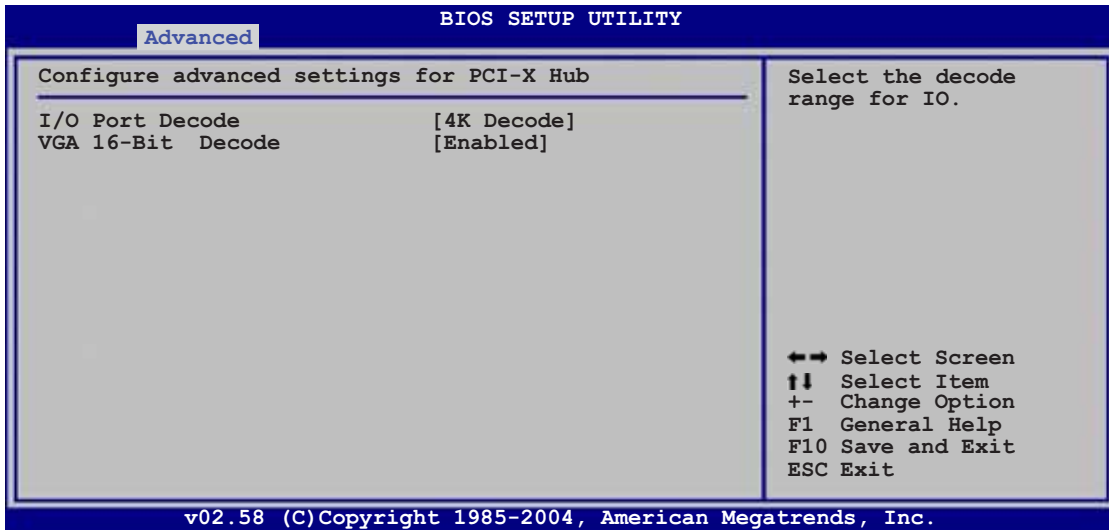 BIOS SETUP UTILITY
Advanced
Configure advanced settings for PCI-X Hub
I/O Port Decode [4K Decode]
VGA 16-Bit Decode [Enabled]
Select the decode
range for IO.
←→ Select Screen
↑↓ Select Item
+- Change Option
F1 General Help
F10 Save and Exit
ESC Exit
v02.58 (C)Copyright 1985-2004, American Megatrends, Inc.